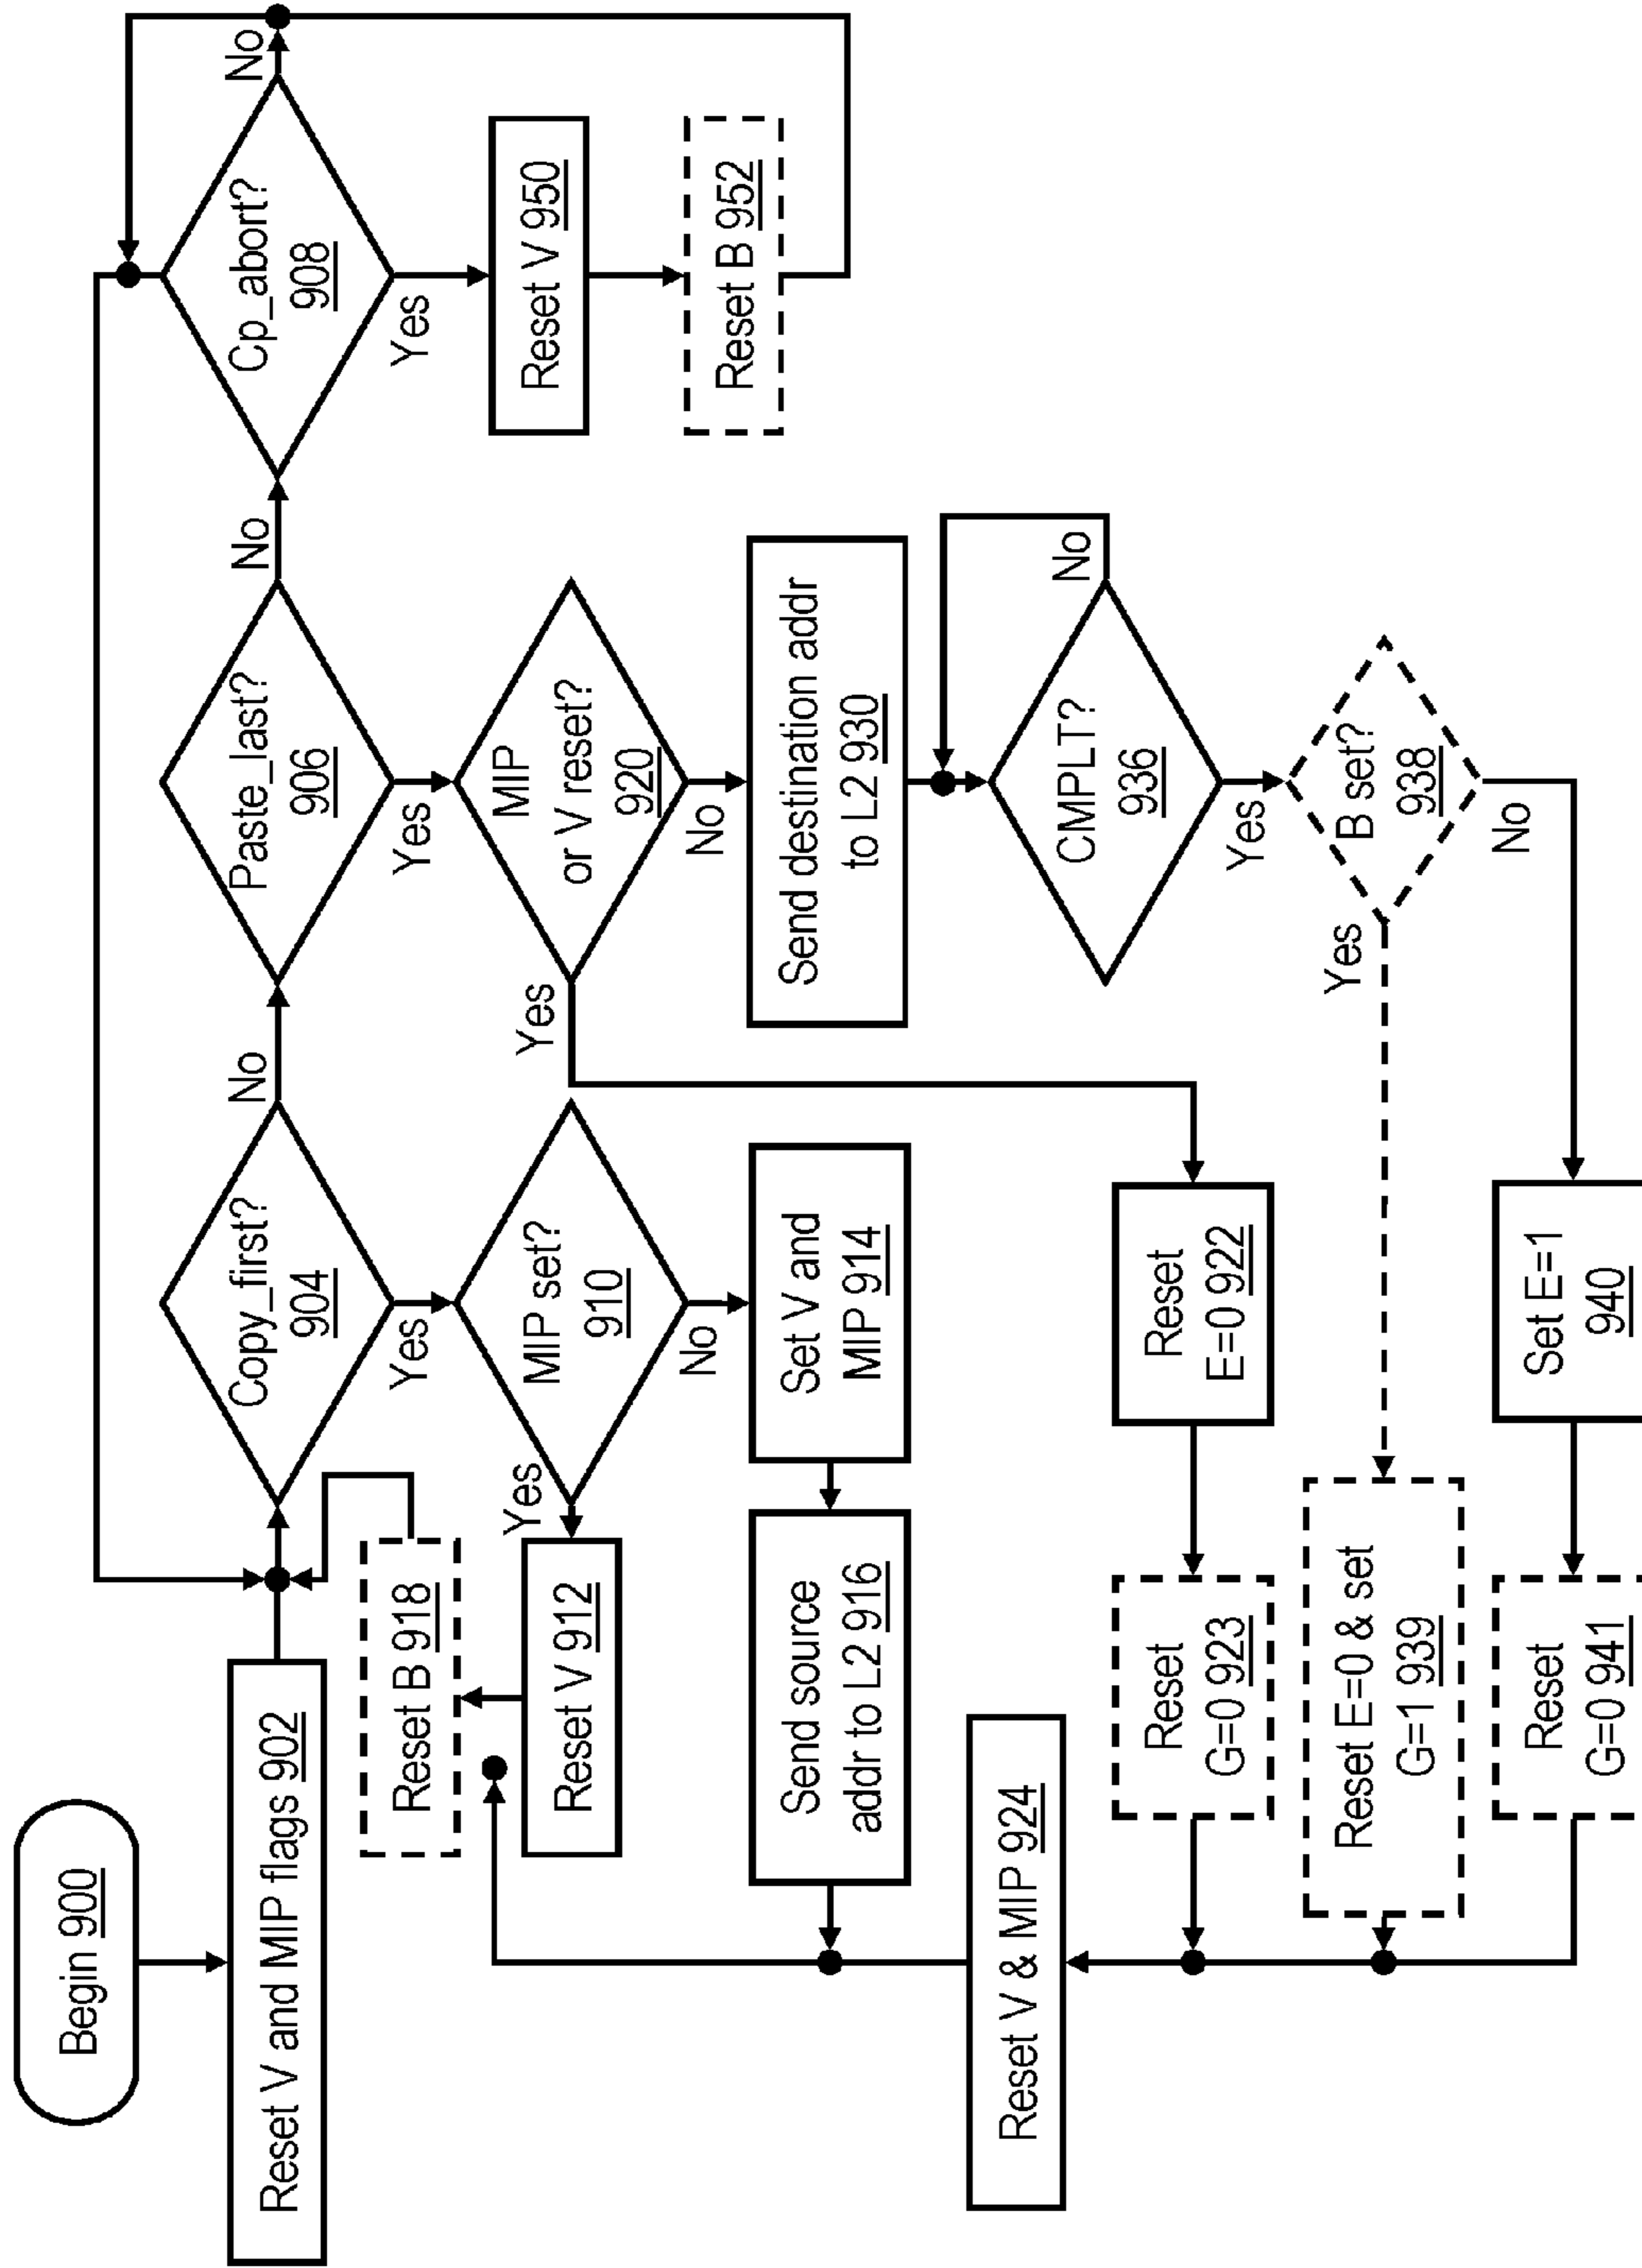 Begin 900
Reset V and MIP flags 902
Copy_first?
904
No
Yes
Paste_last?
906
No
Yes
Cp_abort?
908
No
Yes
Reset V 950
Reset B 952
MIP set?
910
Yes
No
Reset V 912
Reset B 918
Set V and
MIP 914
Send source
addr to L2 916
MIP
or V reset?
920
Yes
No
Send destination addr
to L2 930
CMPLT?
936
No
Yes
B set?
938
Yes
No
Reset
E=0 922
Reset
G=0 923
Reset V & MIP 924
Reset E=0 & set
G=1 939
Set E=1
940
Reset
G=0 941